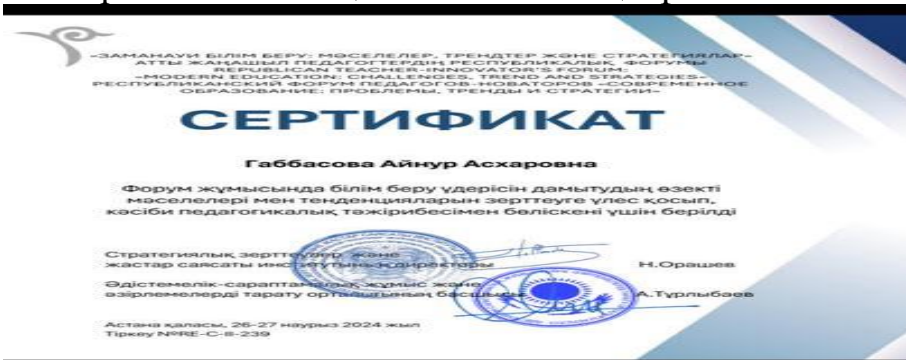 «ЗАМАНАУИ БІЛІМ БЕРУ: МӘСЕЛЕЛЕР, ТРЕНДТЕР ЖӘНЕ СТРАТЕГИЯЛАР»
АТТЫ ЖАҢАШЫЛ ПЕДАГОГТЕРДІҢ РЕСПУБЛИКАЛЫҚ ФОРУМЫ
REPUBLICAN TEACHER-INNOVATOR'S FORUM:
«MODERN EDUCATION: CHALLENGES, TREND AND STRATEGIES»
РЕСПУБЛИКАНСКИЙ ФОРУМ ПЕДАГОГОВ-НОВАТОРОВ «СОВРЕМЕННОЕ
ОБРАЗОВАНИЕ: ПРОБЛЕМЫ, ТРЕНДЫ И СТРАТЕГИИ»
СЕРТИФИКАТ
Габбасова Айнур Асхаровна
Форум жұмысында білім беру үдерісін дамытудың өзекті
мәселелері мен тенденцияларын зерттеуге үлес қосып,
кәсіби педагогикалық тәжірибесімен бөліскені үшін берілді
Стратегиялық зерттеулер және
жастар саясаты институтының директоры
Н.Орашев
Әдістемелік-сараптамалық жұмыс және
әзірлемелерді тарату орталығының басшысы
А.Тұрлыбаев
Астана қаласы, 26-27 наурыз 2024 жыл
Тіркеу №RE-C-II-239